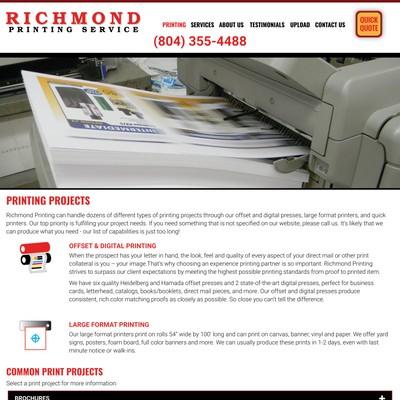 RICHMOND
PRINTING SERVICE
PRINTING SERVICES ABOUT US TESTIMONIALS UPLOAD CONTACT US
QUICK
QUOTE
(804) 355-4488
INTERMEDIATE
PRINTING PROJECTS
Richmond Printing can handle dozens of different types of printing projects through our offset and digital presses, large format printers, and quick
printers. Our top priority is fulfilling your project needs. If you need something that is not specified on our website, please call us. It's likely that we
can produce what you need - our list of capabilities is just too long!
OFFSET & DIGITAL PRINTING
When the prospect has your letter in hand, the look, feel and quality of every aspect of your direct mail or other print
collateral is you – your image.That's why choosing an experience printing partner is so important. Richmond Printing
strives to surpass our client expectations by meeting the highest possible printing standards from proof to printed item.
We have six quality Heidelberg and Hamada offset presses and 2 state-of-the-art digital presses, perfect for business
cards, letterhead, catalogs, books/booklets, direct mail pieces, and more. Our offset and digital presses produce
consistent, rich color matching proofs as closely as possible. So close you can't tell the difference.
LARGE FORMAT PRINTING
Our large format printers print on rolls 54" wide by 100' long and can print on canvas, banner, vinyl and paper. We offer yard
signs, posters, foam board, full color banners and more. We can usually produce these prints in 1-2 days, even with last
minute notice or walk-ins.
COMMON PRINT PROJECTS
Select a print project for more information:
BROCHURES +